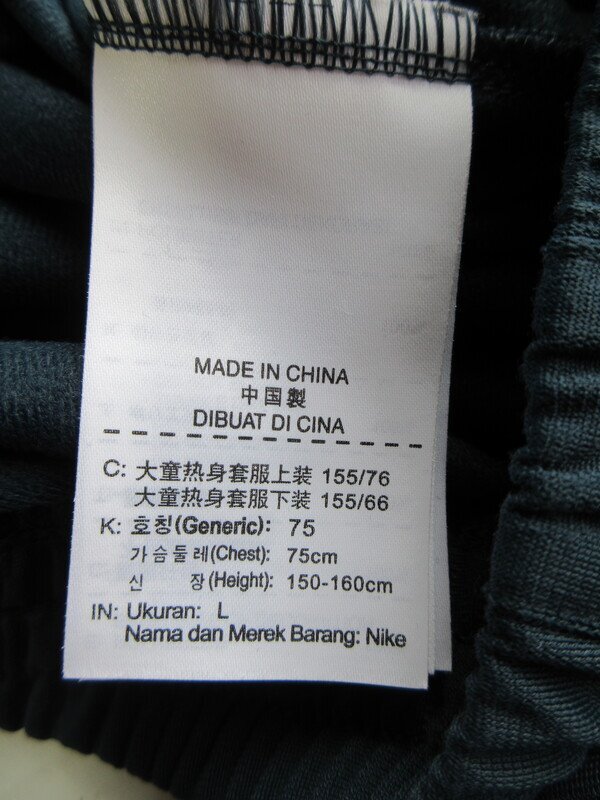 MADE IN CHINA
中国製
DIBUAT DI CINA
C: 大童热身套服上装 155/76
大童热身套服下装 155/66
K: 호칭(Generic): 75
가슴둘레(Chest): 75cm
신 장(Height): 150-160cm
IN: Ukuran: L
Nama dan Merek Barang: Nike